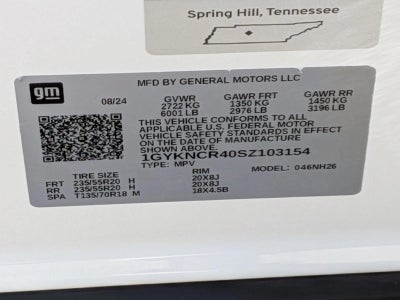 Spring Hill, Tennessee
MFD BY GENERAL MOTORS LLC
gm
08/24 GVWR GAWR FRT GAWR RR
2722 KG 1350 KG 1450 KG
6001 LB 2976 LB 3196 LB
THIS VEHICLE CONFORMS TO ALL
APPLICABLE U.S. FEDERAL MOTOR
VEHICLE SAFETY STANDARDS IN EFFECT
ON THE DATE OF MANUFACTURE
SHOWN ABOVE.
1GYKNCR40SZ103154
TYPE: MPV MODEL: 046NH26
TIRE SIZE RIM
FRT 235/55R20 H 20X8J
RR 235/55R20 H 20X8J
SPA T135/70R18 M 18X4.5B